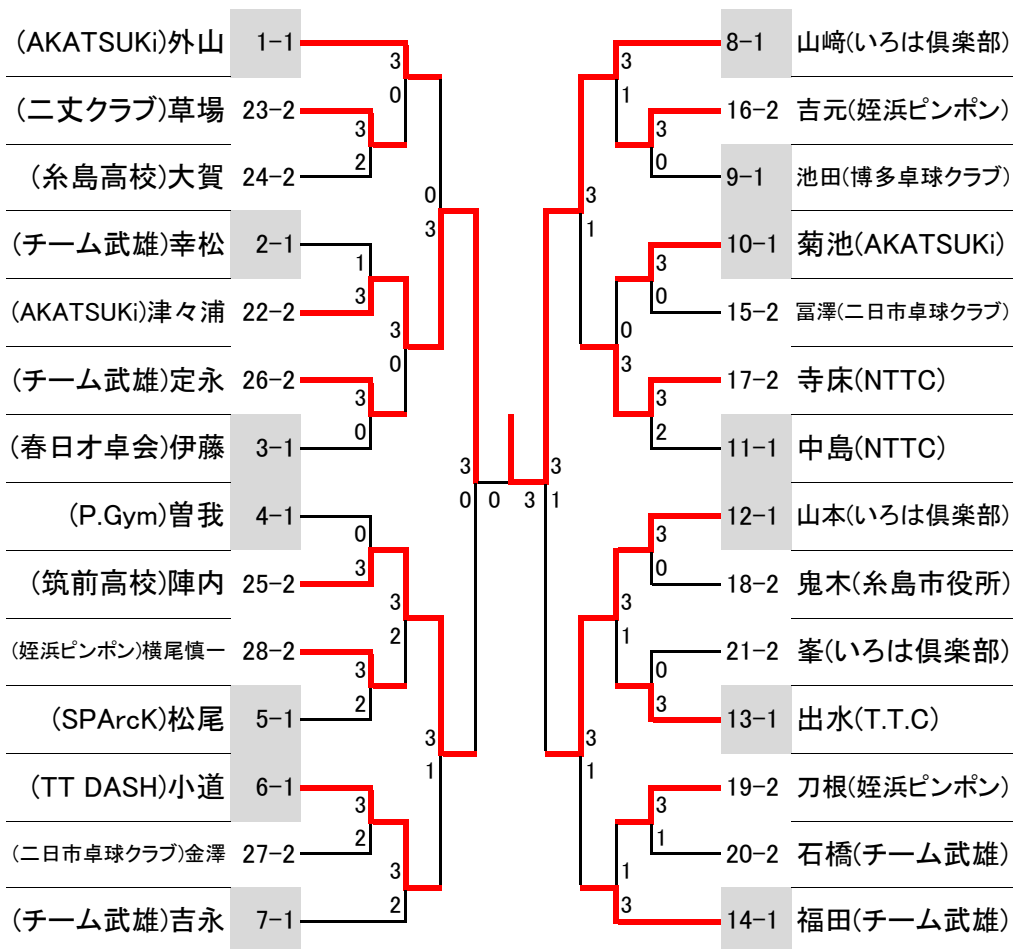 (AKATSUKi)外山 1-1
(二丈クラブ)草場 23-2
(糸島高校)大賀 24-2
(チーム武雄)幸松 2-1
(AKATSUKi)津々浦 22-2
(チーム武雄)定永 26-2
(春日才卓会)伊藤 3-1
(P.Gym)曽我 4-1
(筑前高校)陣内 25-2
(姪浜ピンポン)横尾慎一 28-2
(SPArcK)松尾 5-1
(TT DASH)小道 6-1
(二日市卓球クラブ)金澤 27-2
(チーム武雄)吉永 7-1
3
0
3
2
0
3
1
3
3
0
3
0
3
0
0
3
3
2
3
2
3
1
3
2
3
2
0 3
3
1
3
1
3
1
3
0
3
1
3
0
0
3
3
2
3
0
3
1
0
3
3
1
3
1
1
3
8-1 山﨑(いろは倶楽部)
16-2 吉元(姪浜ピンポン)
9-1 池田(博多卓球クラブ)
10-1 菊池(AKATSUKi)
15-2 冨澤(二日市卓球クラブ)
17-2 寺床(NTTC)
11-1 中島(NTTC)
12-1 山本(いろは倶楽部)
18-2 鬼木(糸島市役所)
21-2 峯(いろは倶楽部)
13-1 出水(T.T.C)
19-2 刀根(姪浜ピンポン)
20-2 石橋(チーム武雄)
14-1 福田(チーム武雄)